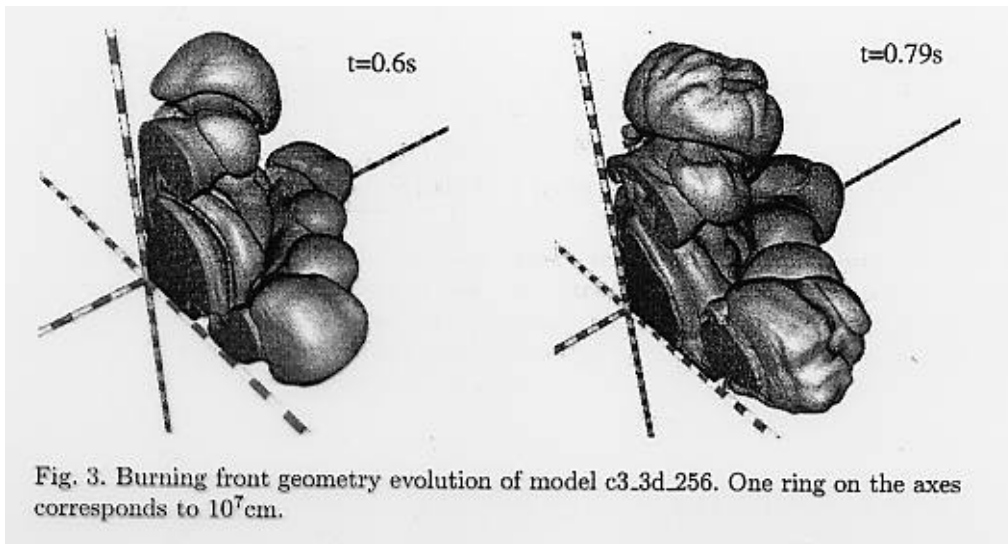 t=0.6s
t=0.79s
Fig. 3. Burning front geometry evolution of model c3_3d_256. One ring on the axes
corresponds to 10⁷cm.